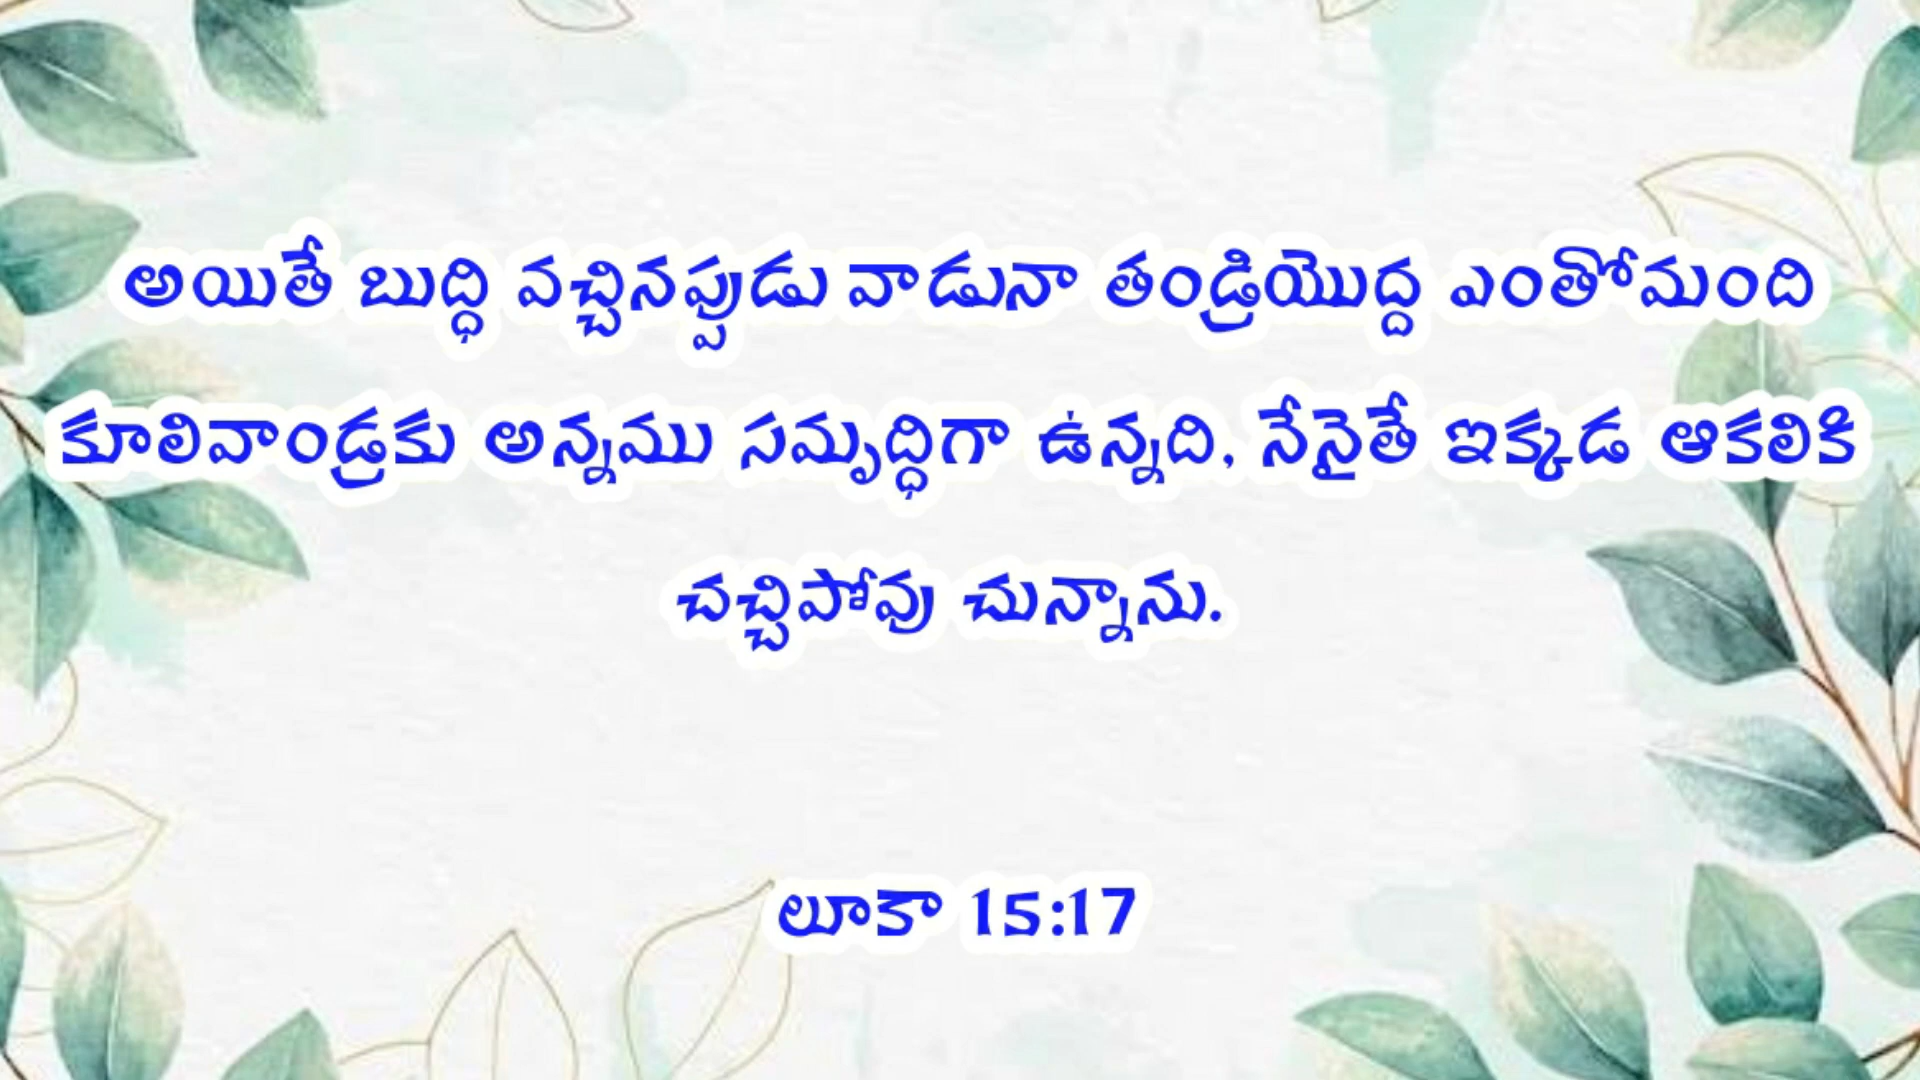 అయితే బుద్ధి వచ్చినప్పుడు వాడునా తండ్రియొద్ద ఎంతోమంది
కూలివాండ్రకు అన్నము సమృద్ధిగా ఉన్నది, నేనైతే ఇక్కడ ఆకలికి
చచ్చిపోవు చున్నాను.
లూకా 15:17